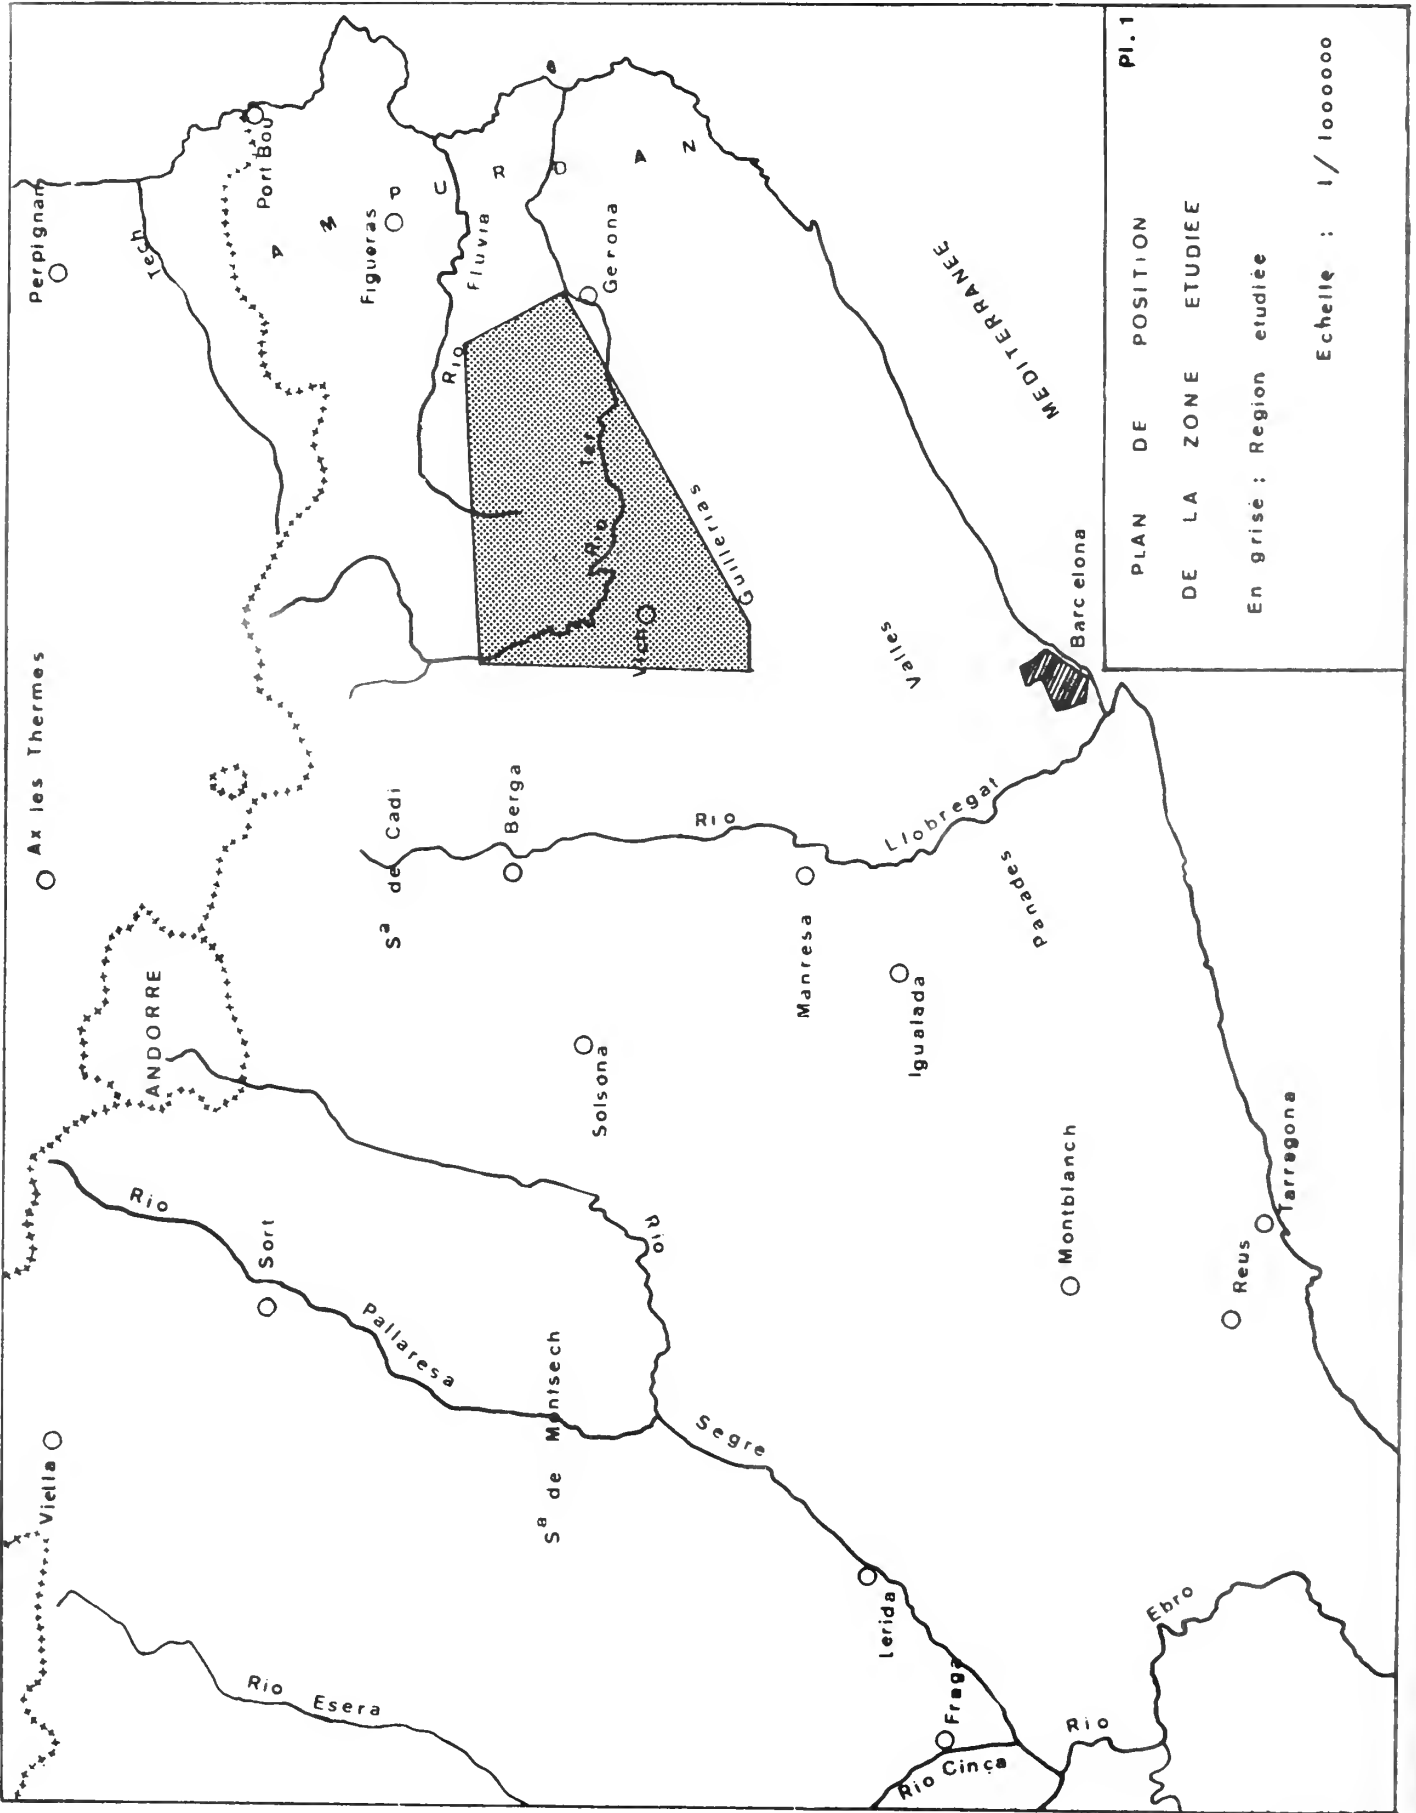 Pl. 1
PLAN DE POSITION
DE LA ZONE ETUDIEE
En grisé : Region etudiée
Echelle : 1/1000000
Viella
Ax les Thermes
Perpignan
Tech
ANDORRE
Port Bou
Rio
Sort
Pallaresa
Rio Esera
AMPURDAN
Figueras
Fluvia
Rio
Sª de Cadi
Berga
Sª de Montsech
Gerona
Rio Ter
Vich
Guillerias
Solsona
Rio
Segre
Rio
Llobregat
Manresa
Valles
MEDITERRANEE
Igualada
Panades
Lerida
Fraga
Rio Cinça
Barcelona
Montblanch
Rio
Ebro
Reus
Tarragona